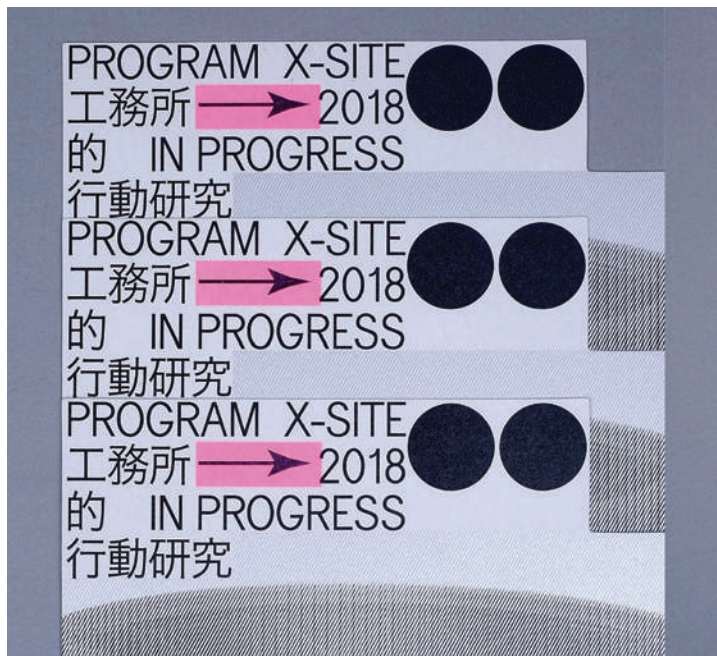 PROGRAM X-SITE
工務所 → 2018
的 IN PROGRESS
行動研究
PROGRAM X-SITE
工務所 → 2018
的 IN PROGRESS
行動研究
PROGRAM X-SITE
工務所 → 2018
的 IN PROGRESS
行動研究